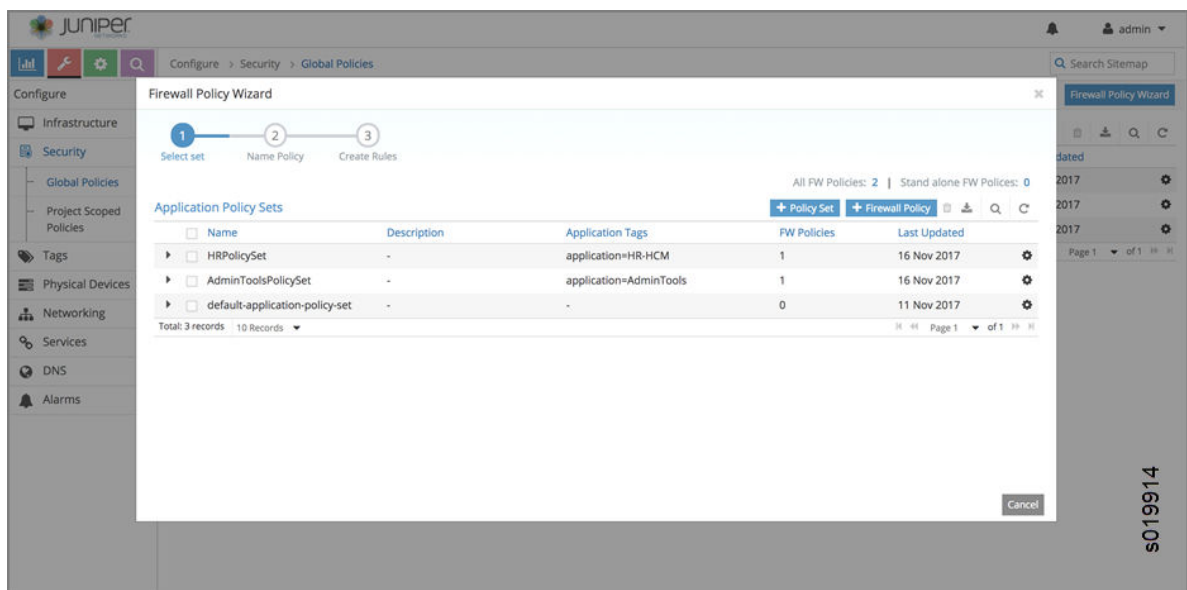 JUNIPER
NETWORKS
admin
Configure > Security > Global Policies
Search Sitemap
Configure
Firewall Policy Wizard
Firewall Policy Wizard
Infrastructure
Security
Global Policies
Project Scoped
Policies
Tags
Physical Devices
Networking
Services
DNS
Alarms
1 2 3
Select set Name Policy Create Rules
All FW Policies: 2 | Stand alone FW Polices: 0
Application Policy Sets
+ Policy Set + Firewall Policy
Name Description Application Tags FW Policies Last Updated
HRPolicySet - application=HR-HCM 1 16 Nov 2017
AdminToolsPolicySet - application=AdminTools 1 16 Nov 2017
default-application-policy-set - - 0 11 Nov 2017
Total: 3 records 10 Records Page 1 of 1
Cancel
dated
2017
2017
2017
Page 1 of 1
s019914